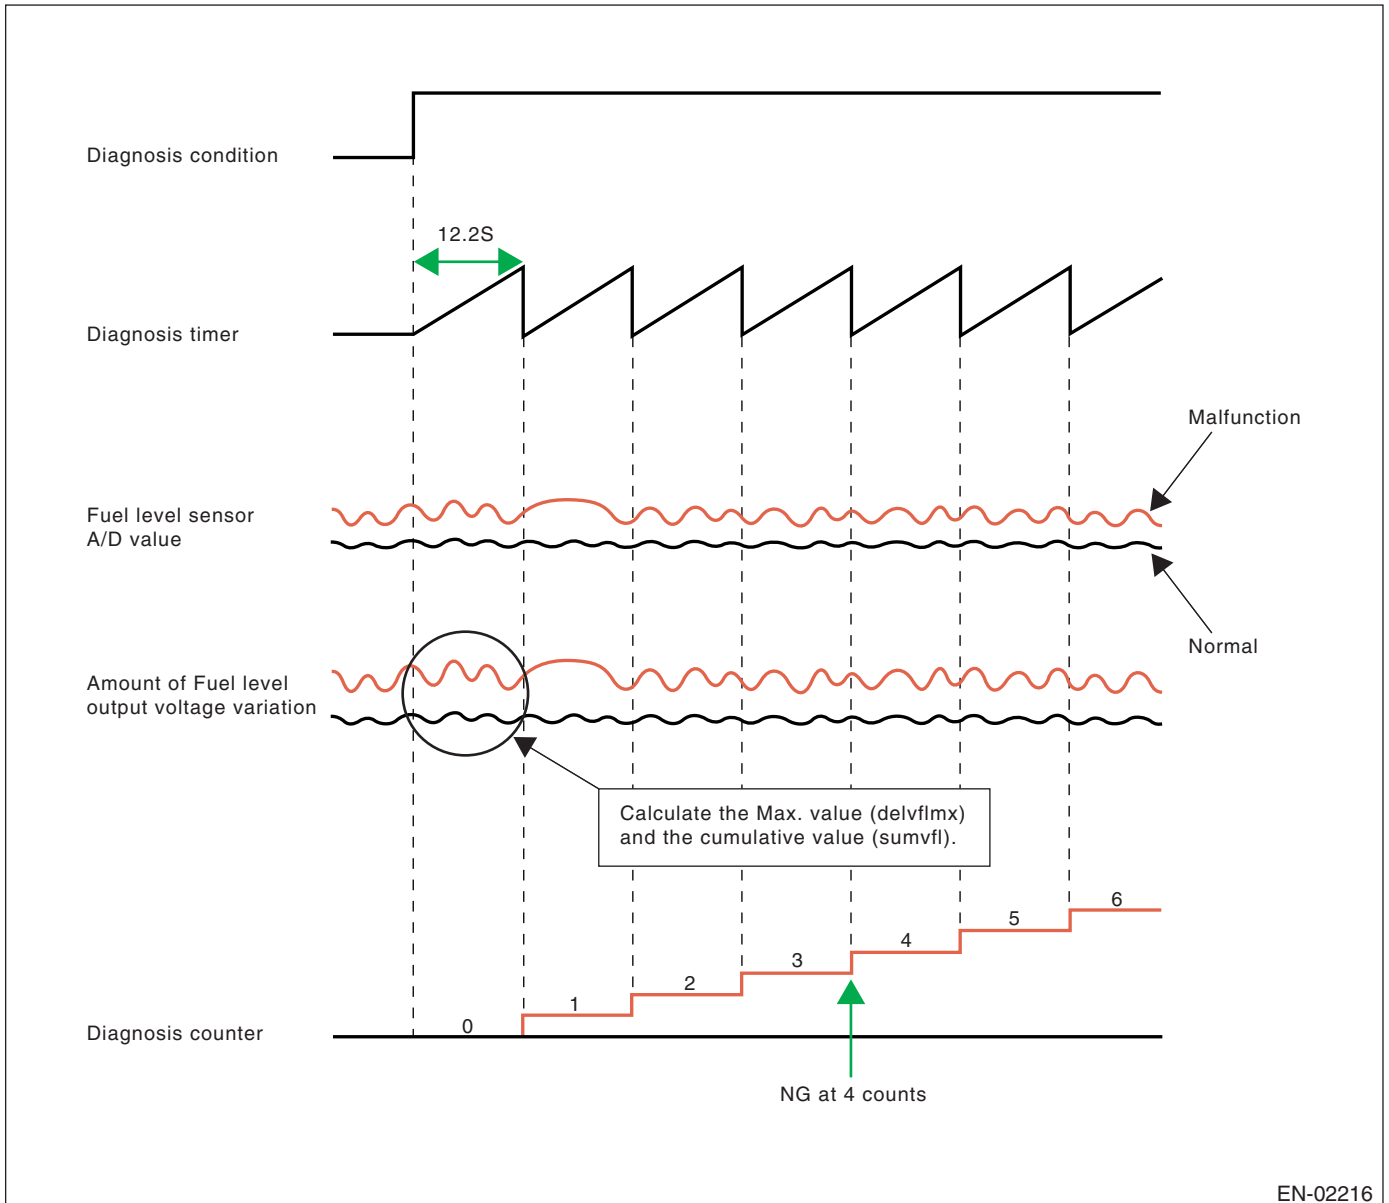 Diagnosis condition
12.2S
Diagnosis timer
Malfunction
Fuel level sensor
A/D value
Normal
Amount of Fuel level
output voltage variation
Calculate the Max. value (delvflmx)
and the cumulative value (sumvfl).
6
5
4
3
2
1
0
Diagnosis counter
NG at 4 counts
EN-02216